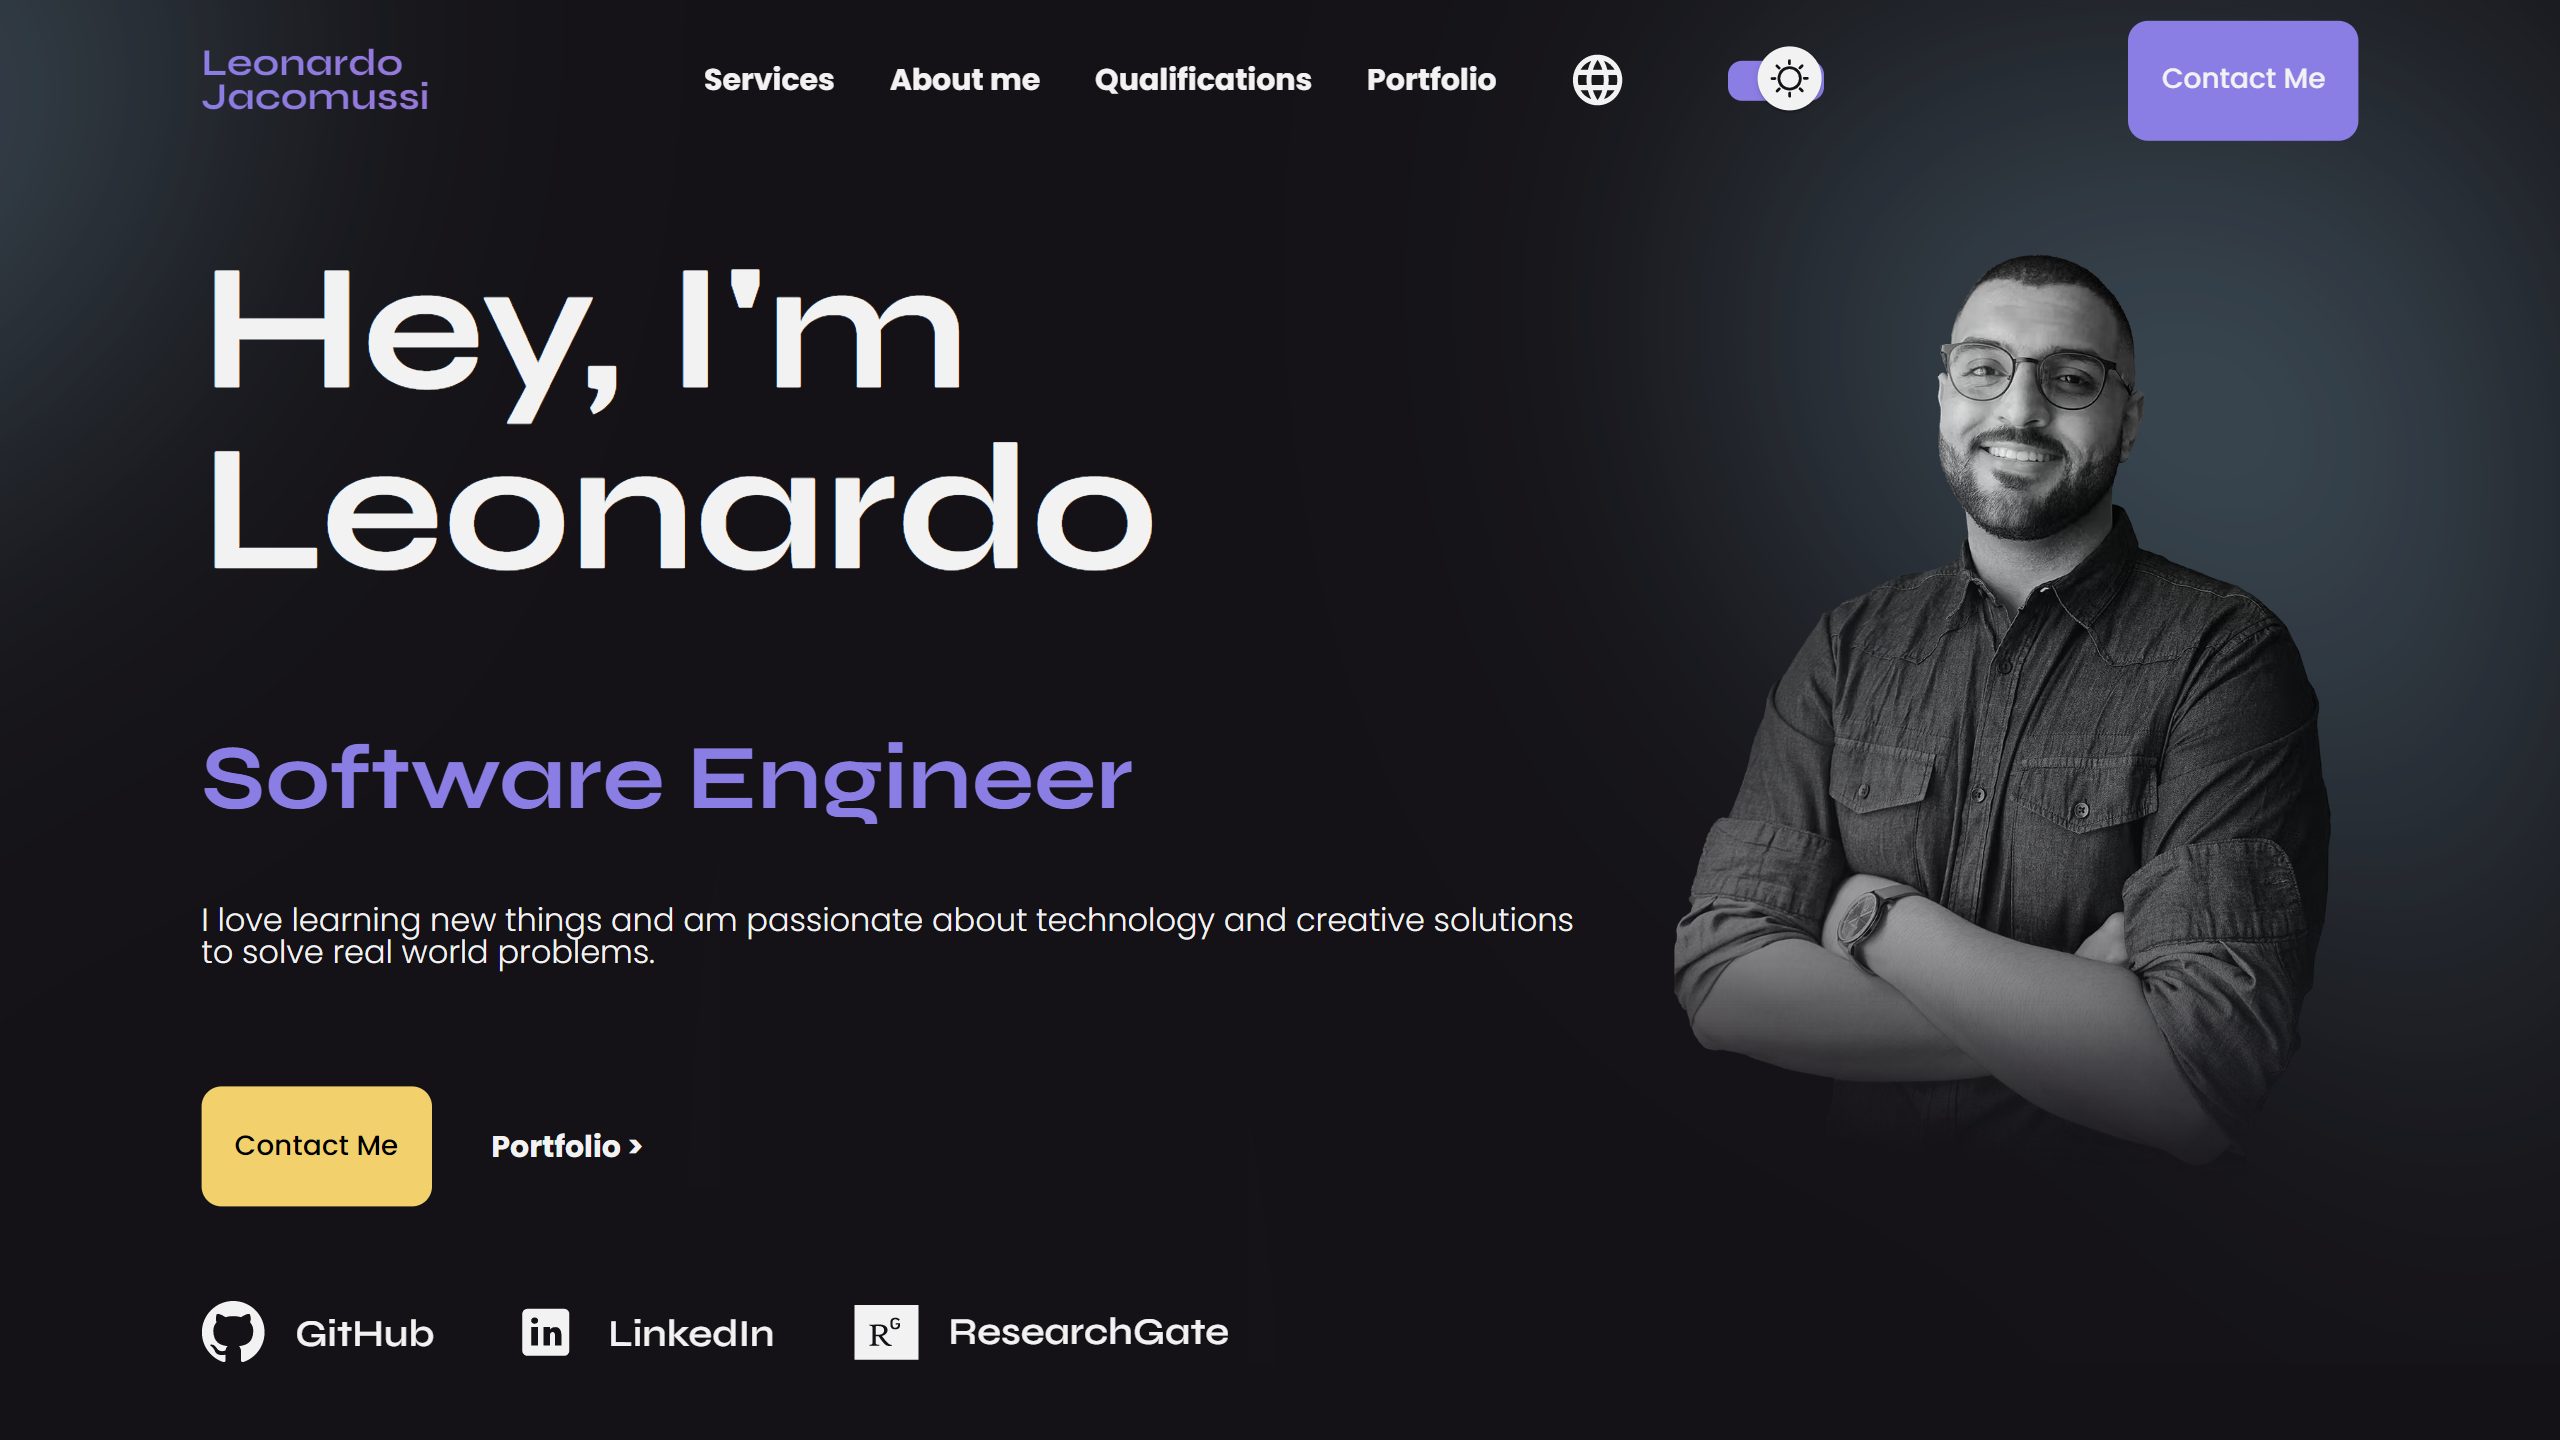 Leonardo
Jacomussi
Services About me Qualifications Portfolio
Contact Me
Hey, I'm
Leonardo
Software Engineer
I love learning new things and am passionate about technology and creative solutions
to solve real world problems.
Contact Me
Portfolio >
GitHub
in LinkedIn
RG ResearchGate